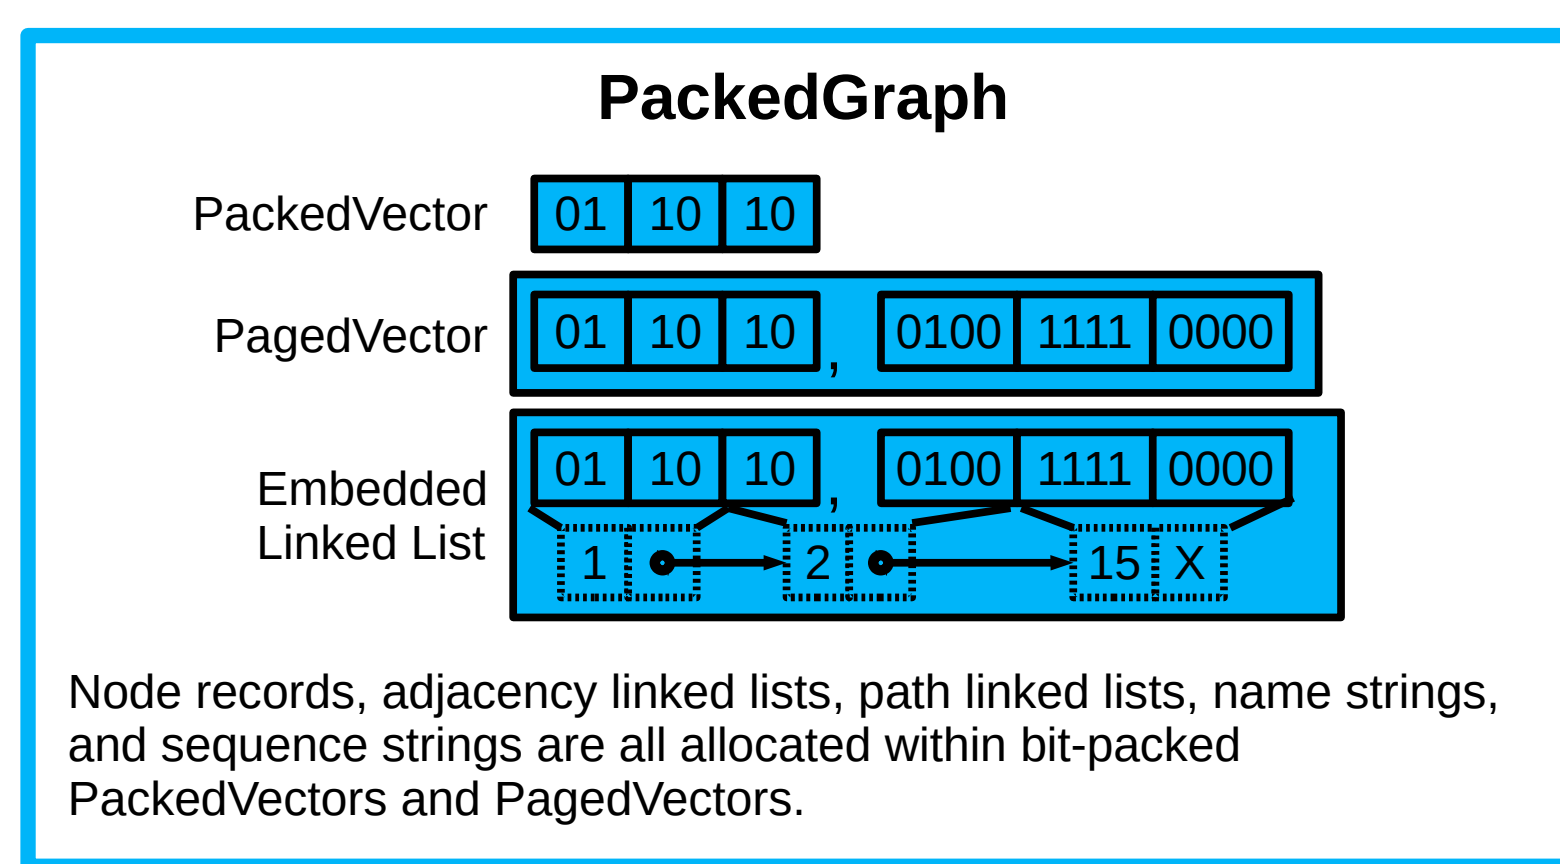 PackedGraph
PackedVector 01 10 10
PagedVector 01 10 10 , 0100 1111 0000
Embedded
Linked List
01 10 10 , 0100 1111 0000
1 2 15 X
Node records, adjacency linked lists, path linked lists, name strings,
and sequence strings are all allocated within bit-packed
PackedVectors and PagedVectors.